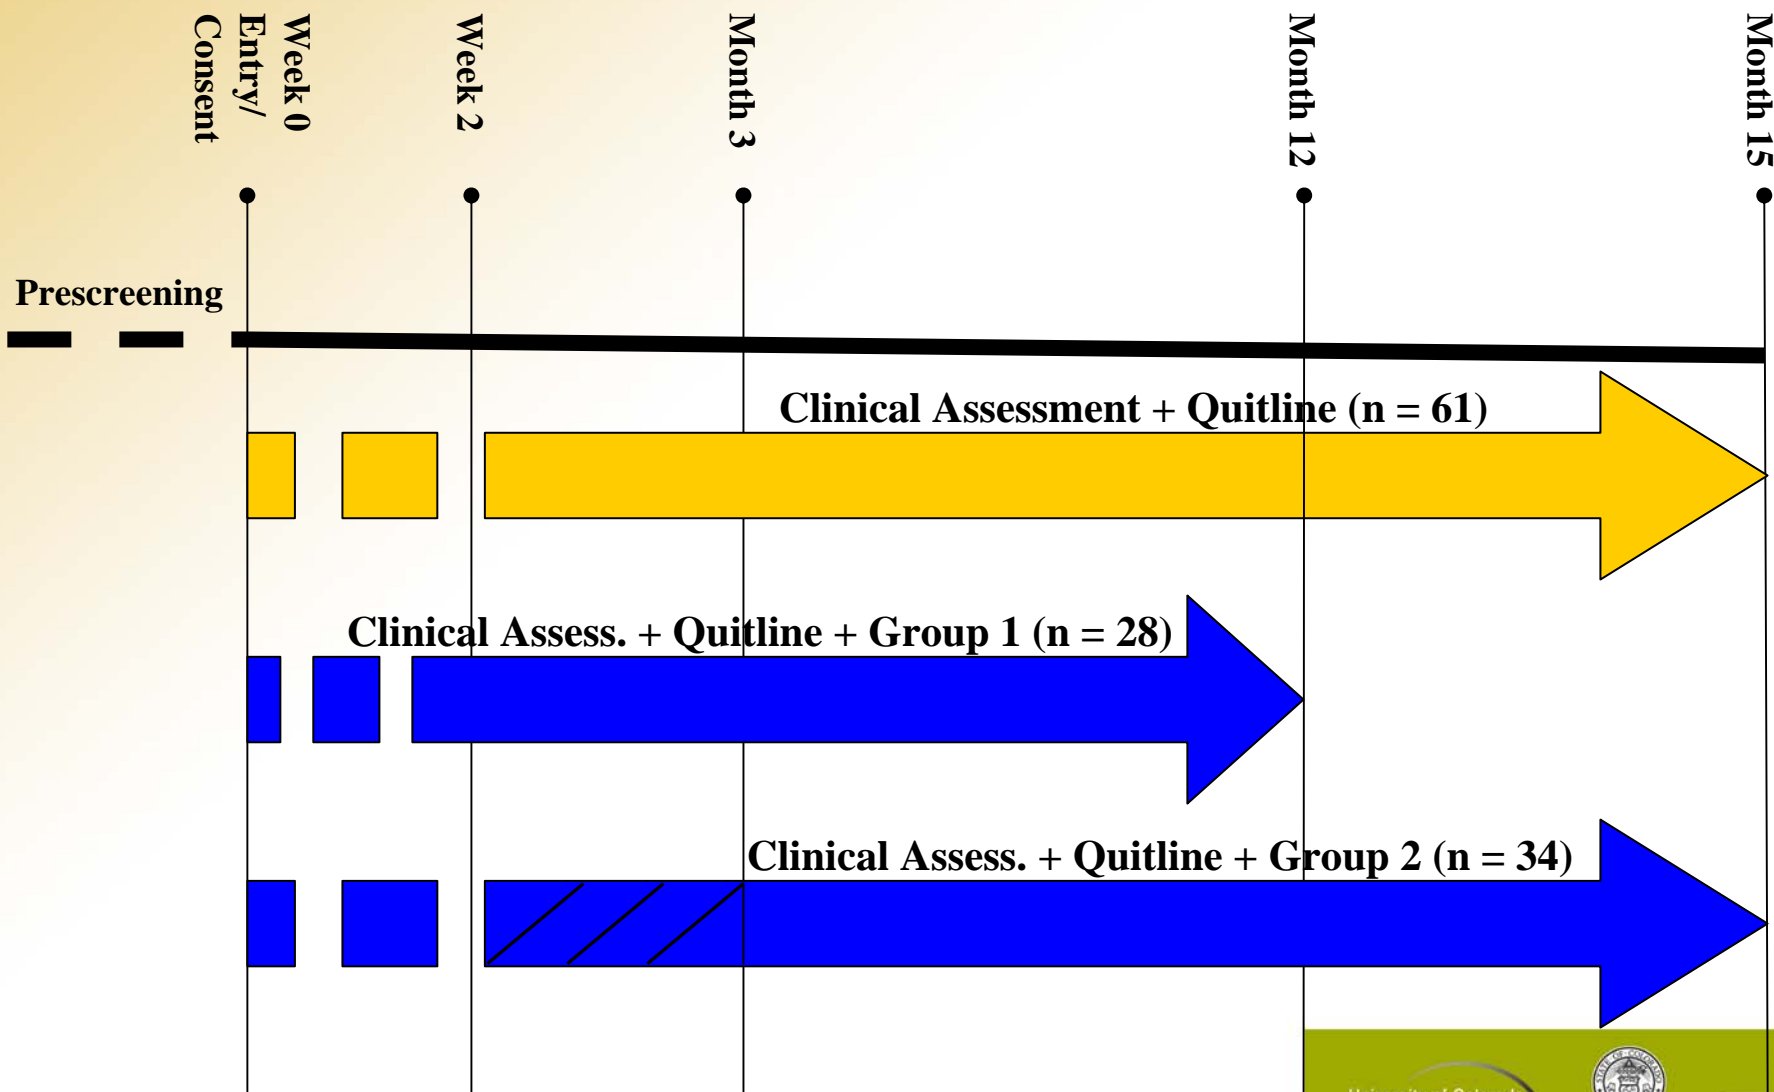 Week 0
Entry/
Consent
Week 2
Month 3
Month 12
Month 15
Prescreening
Clinical Assessment + Quitline (n = 61)
Clinical Assess. + Quitline + Group 1 (n = 28)
Clinical Assess. + Quitline + Group 2 (n = 34)